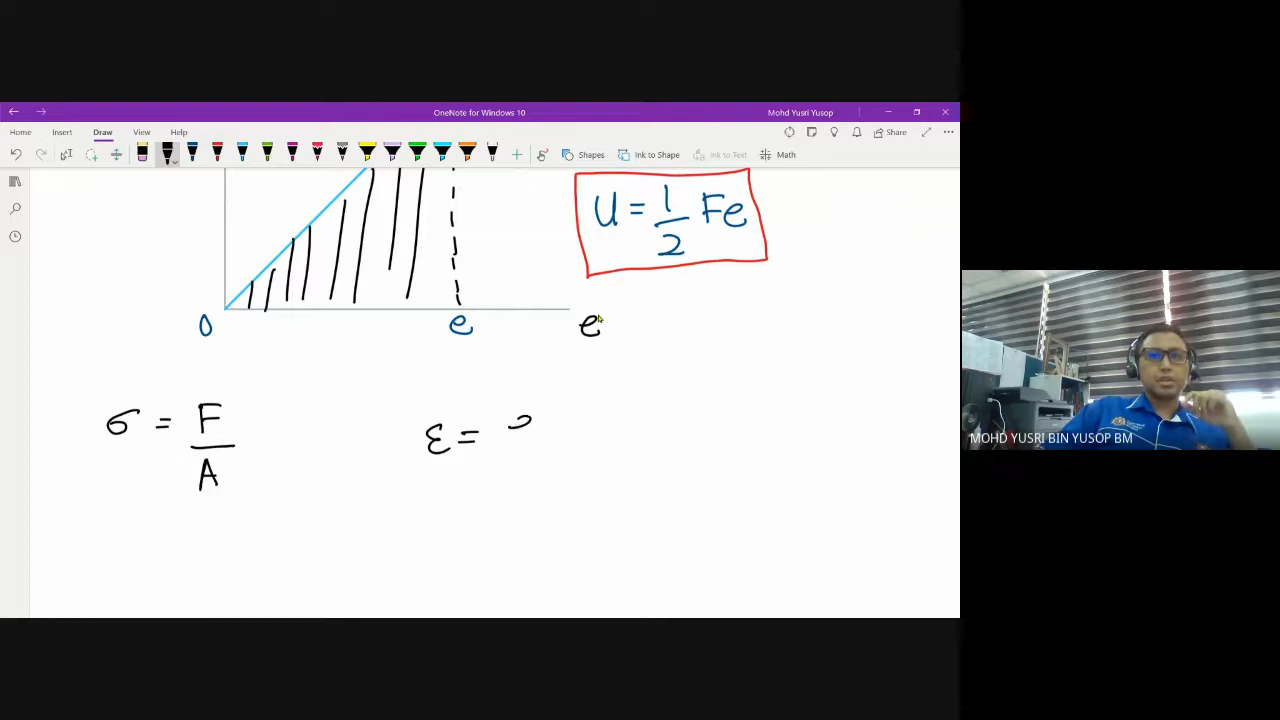 OneNote for Windows 10
Mohd Yusri Yusop
Home Insert Draw View Help
Share
Shapes
Ink to Shape
Ink to Text
Math
U = 1/2 Fe
0
e
e
σ = F/A
ε =
MOHD YUSRI BIN YUSOP BM